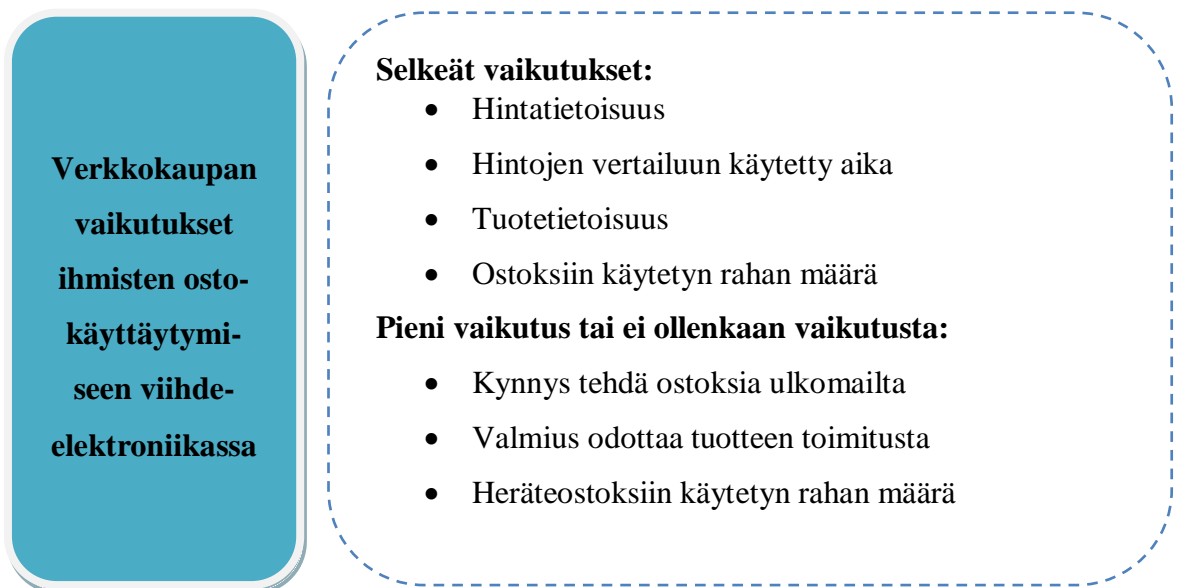 Verkkokaupan
vaikutukset
ihmisten osto-
käyttäytymi-
seen viihde-
elektroniikassa
Selkeät vaikutukset:
• Hintatietoisuus
• Hintojen vertailuun käytetty aika
• Tuotetietoisuus
• Ostoksiin käytetyn rahan määrä
Pieni vaikutus tai ei ollenkaan vaikutusta:
• Kynnys tehdä ostoksia ulkomailta
• Valmius odottaa tuotteen toimitusta
• Heräteostoksiin käytetyn rahan määrä